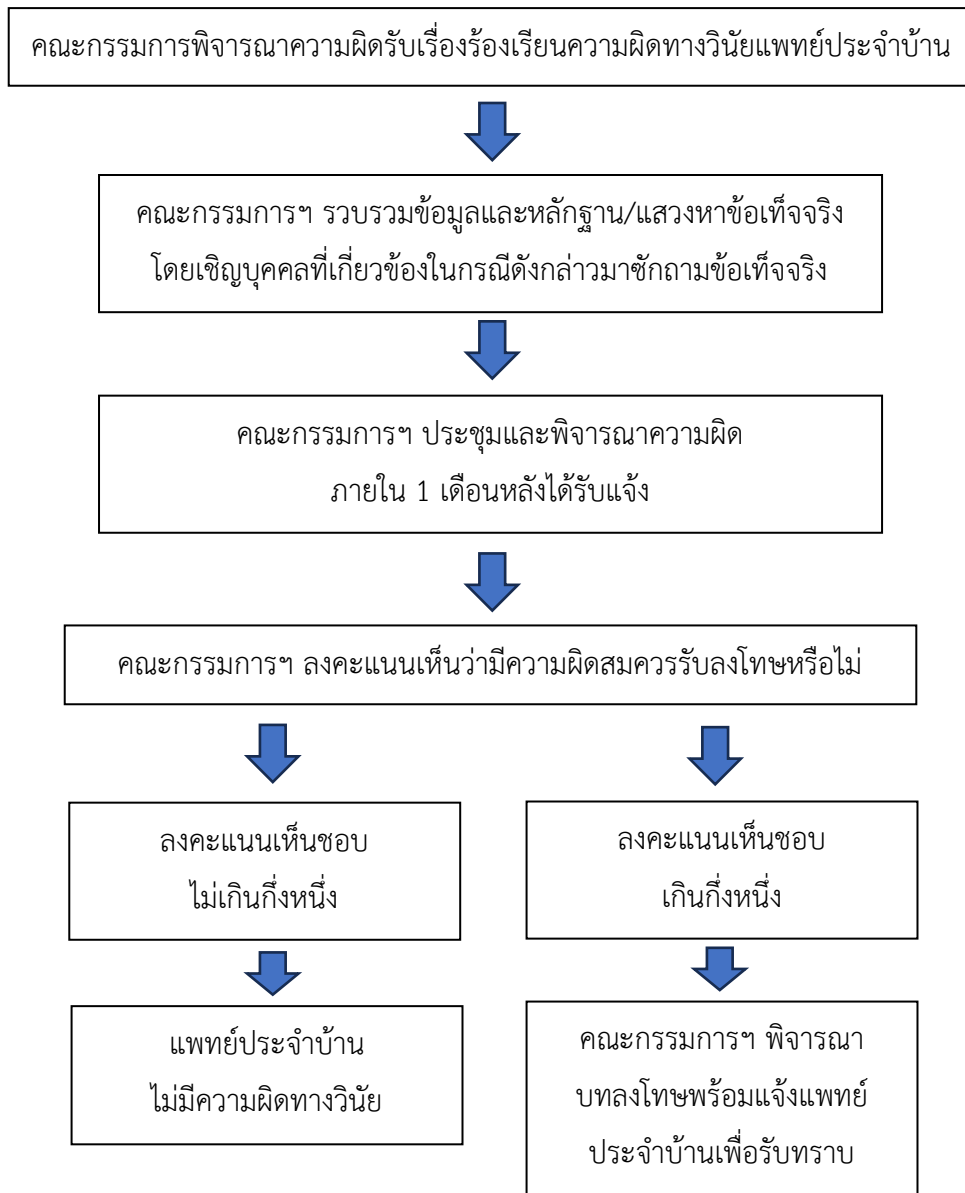 คณะกรรมการพิจารณาความผิดรับเรื่องร้องเรียนความผิดทางวินัยแพทย์ประจำบ้าน
คณะกรรมการฯ รวบรวมข้อมูลและหลักฐาน/แสวงหาข้อเท็จจริง
โดยเชิญบุคคลที่เกี่ยวข้องในกรณีดังกล่าวมาซักถามข้อเท็จจริง
คณะกรรมการฯ ประชุมและพิจารณาความผิด
ภายใน 1 เดือนหลังได้รับแจ้ง
คณะกรรมการฯ ลงคะแนนเห็นว่ามีความผิดสมควรรับลงโทษหรือไม่
ลงคะแนนเห็นชอบ
ไม่เกินกึ่งหนึ่ง
ลงคะแนนเห็นชอบ
เกินกึ่งหนึ่ง
แพทย์ประจำบ้าน
ไม่มีความผิดทางวินัย
คณะกรรมการฯ พิจารณา
บทลงโทษพร้อมแจ้งแพทย์
ประจำบ้านเพื่อรับทราบ